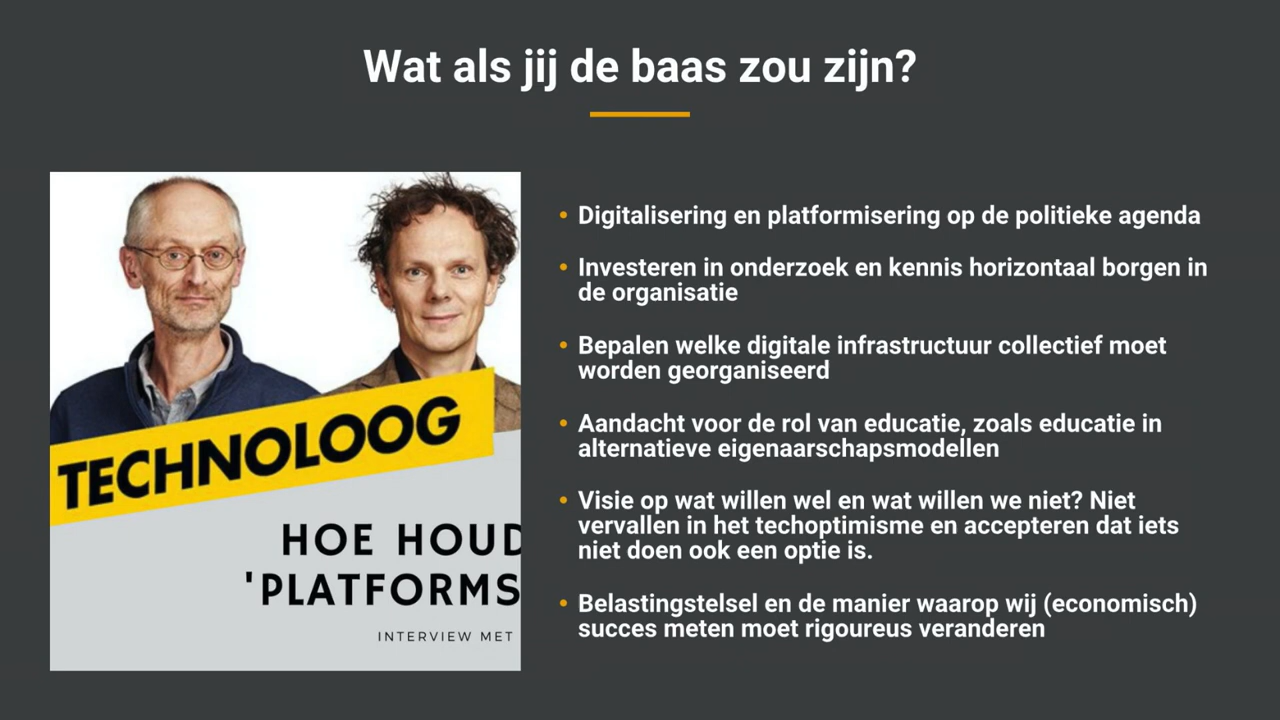 Wat als jij de baas zou zijn?
TECHNOLOOG
HOE HOUD
'PLATFORMS
INTERVIEW MET
• Digitalisering en platformisering op de politieke agenda
• Investeren in onderzoek en kennis horizontaal borgen in
de organisatie
• Bepalen welke digitale infrastructuur collectief moet
worden georganiseerd
• Aandacht voor de rol van educatie, zoals educatie in
alternatieve eigenaarschapsmodellen
• Visie op wat willen wel en wat willen we niet? Niet
vervallen in het techoptimisme en accepteren dat iets
niet doen ook een optie is.
• Belastingstelsel en de manier waarop wij (economisch)
succes meten moet rigoureus veranderen